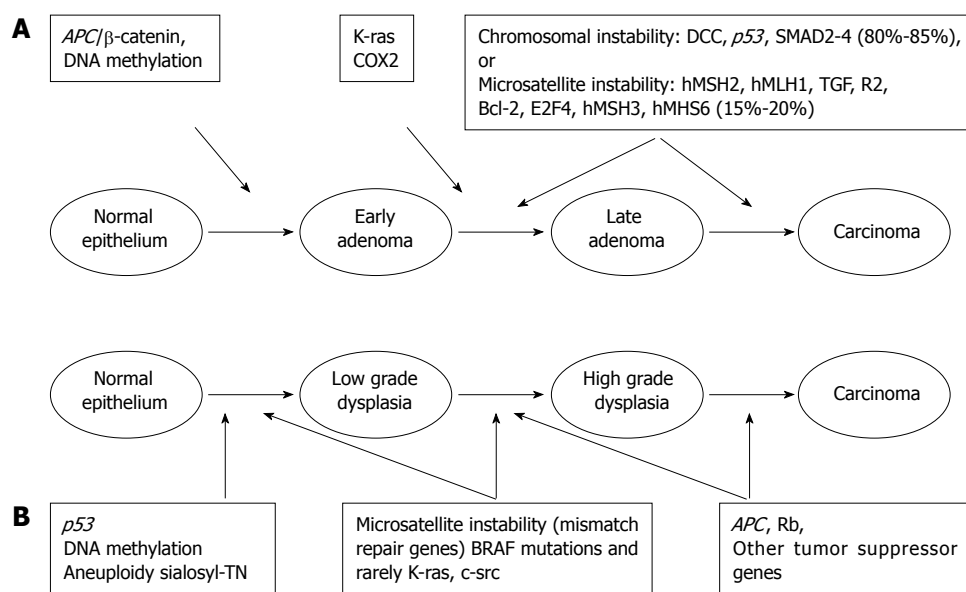 A
APC/β-catenin,
DNA methylation
K-ras
COX2
Chromosomal instability: DCC, p53, SMAD2-4 (80%-85%),
or
Microsatellite instability: hMSH2, hMLH1, TGF, R2,
Bcl-2, E2F4, hMSH3, hMHS6 (15%-20%)
Normal
epithelium
Early
adenoma
Late
adenoma
Carcinoma
Normal
epithelium
Low grade
dysplasia
High grade
dysplasia
Carcinoma
B
p53
DNA methylation
Aneuploidy sialosyl-TN
Microsatellite instability (mismatch
repair genes) BRAF mutations and
rarely K-ras, c-src
APC, Rb,
Other tumor suppressor
genes